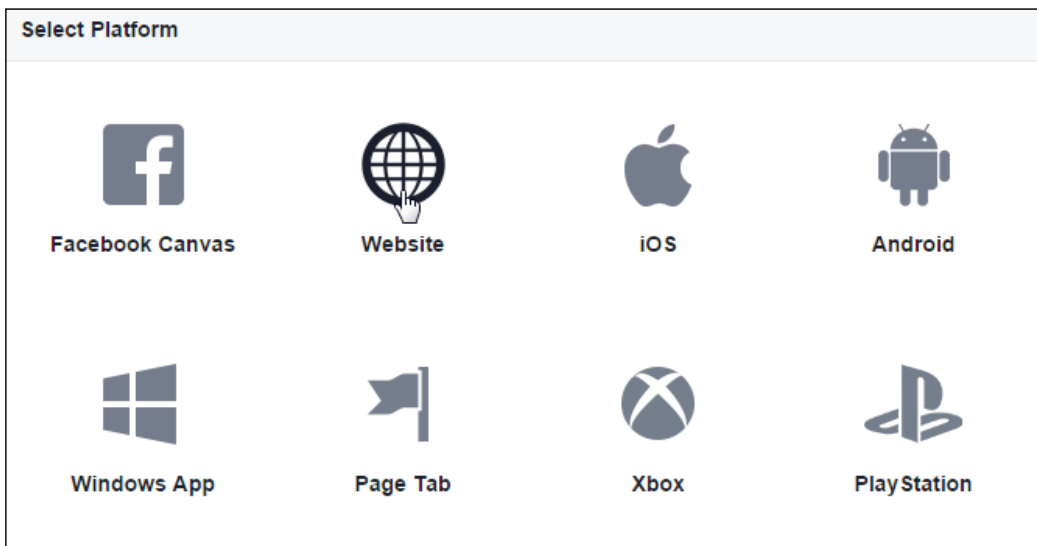 Select Platform
Facebook Canvas
Website
iOS
Android
Windows App
Page Tab
Xbox
PlayStation